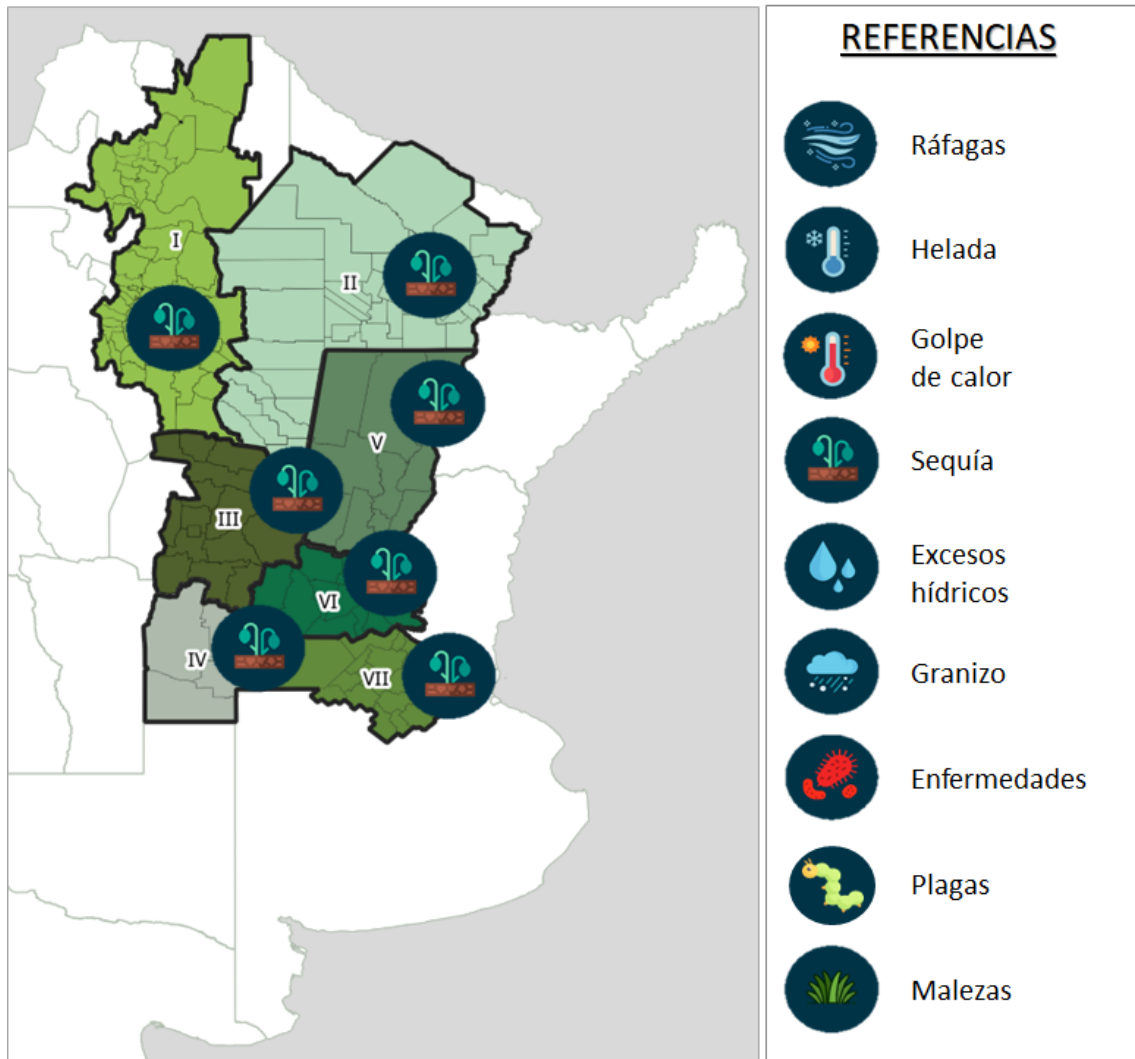 REFERENCIAS
Ráfagas
Helada
Golpe
de calor
Sequía
Excesos
hídricos
Granizo
Enfermedades
Plagas
Malezas
I
II
V
III
VI
IV
VII